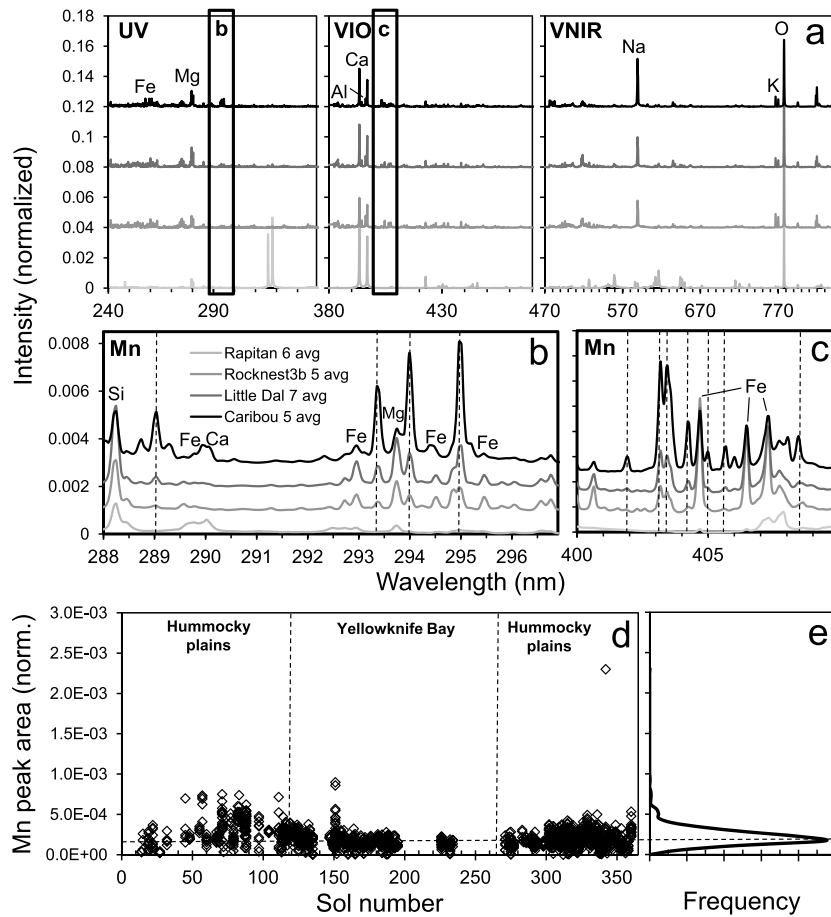 UV
b
VIO
c
VNIR
a
Fe
Mg
Ca
Al
Na
K
O
0.18
0.16
0.14
0.12
0.1
0.08
0.06
0.04
0.02
0
240
290
380
430
470
570
670
770
Intensity (normalized)
Mn
b
Rapitan 6 avg
Rocknest3b 5 avg
Little Dal 7 avg
Caribou 5 avg
Si
Fe
Ca
Fe
Mg
Fe
Fe
0.008
0.006
0.004
0.002
0
288
289
290
291
292
293
294
295
296
Mn
c
Fe
400
405
Wavelength (nm)
d
Hummocky
plains
Yellowknife Bay
Hummocky
plains
3.0E-03
2.5E-03
2.0E-03
1.5E-03
1.0E-03
5.0E-04
0.0E+00
Mn peak area (norm.)
0
50
100
150
200
250
300
350
Sol number
e
Frequency